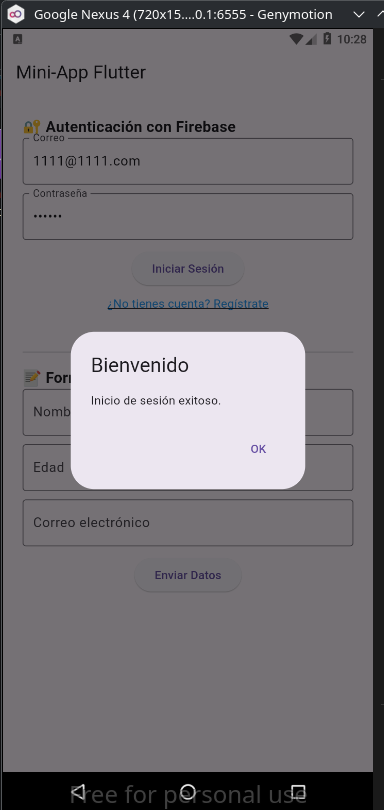 Google Nexus 4 (720x15....0.1:6555 - Genymotion
A 10:28
Mini-App Flutter
🔐 Autenticación con Firebase
Correo
1111@1111.com
Contraseña
••••••
Iniciar Sesión
¿No tienes cuenta? Regístrate
Bienvenido
Inicio de sesión exitoso.
OK
📝 For
Nomb
Edad
Correo electrónico
Enviar Datos
Free for personal use